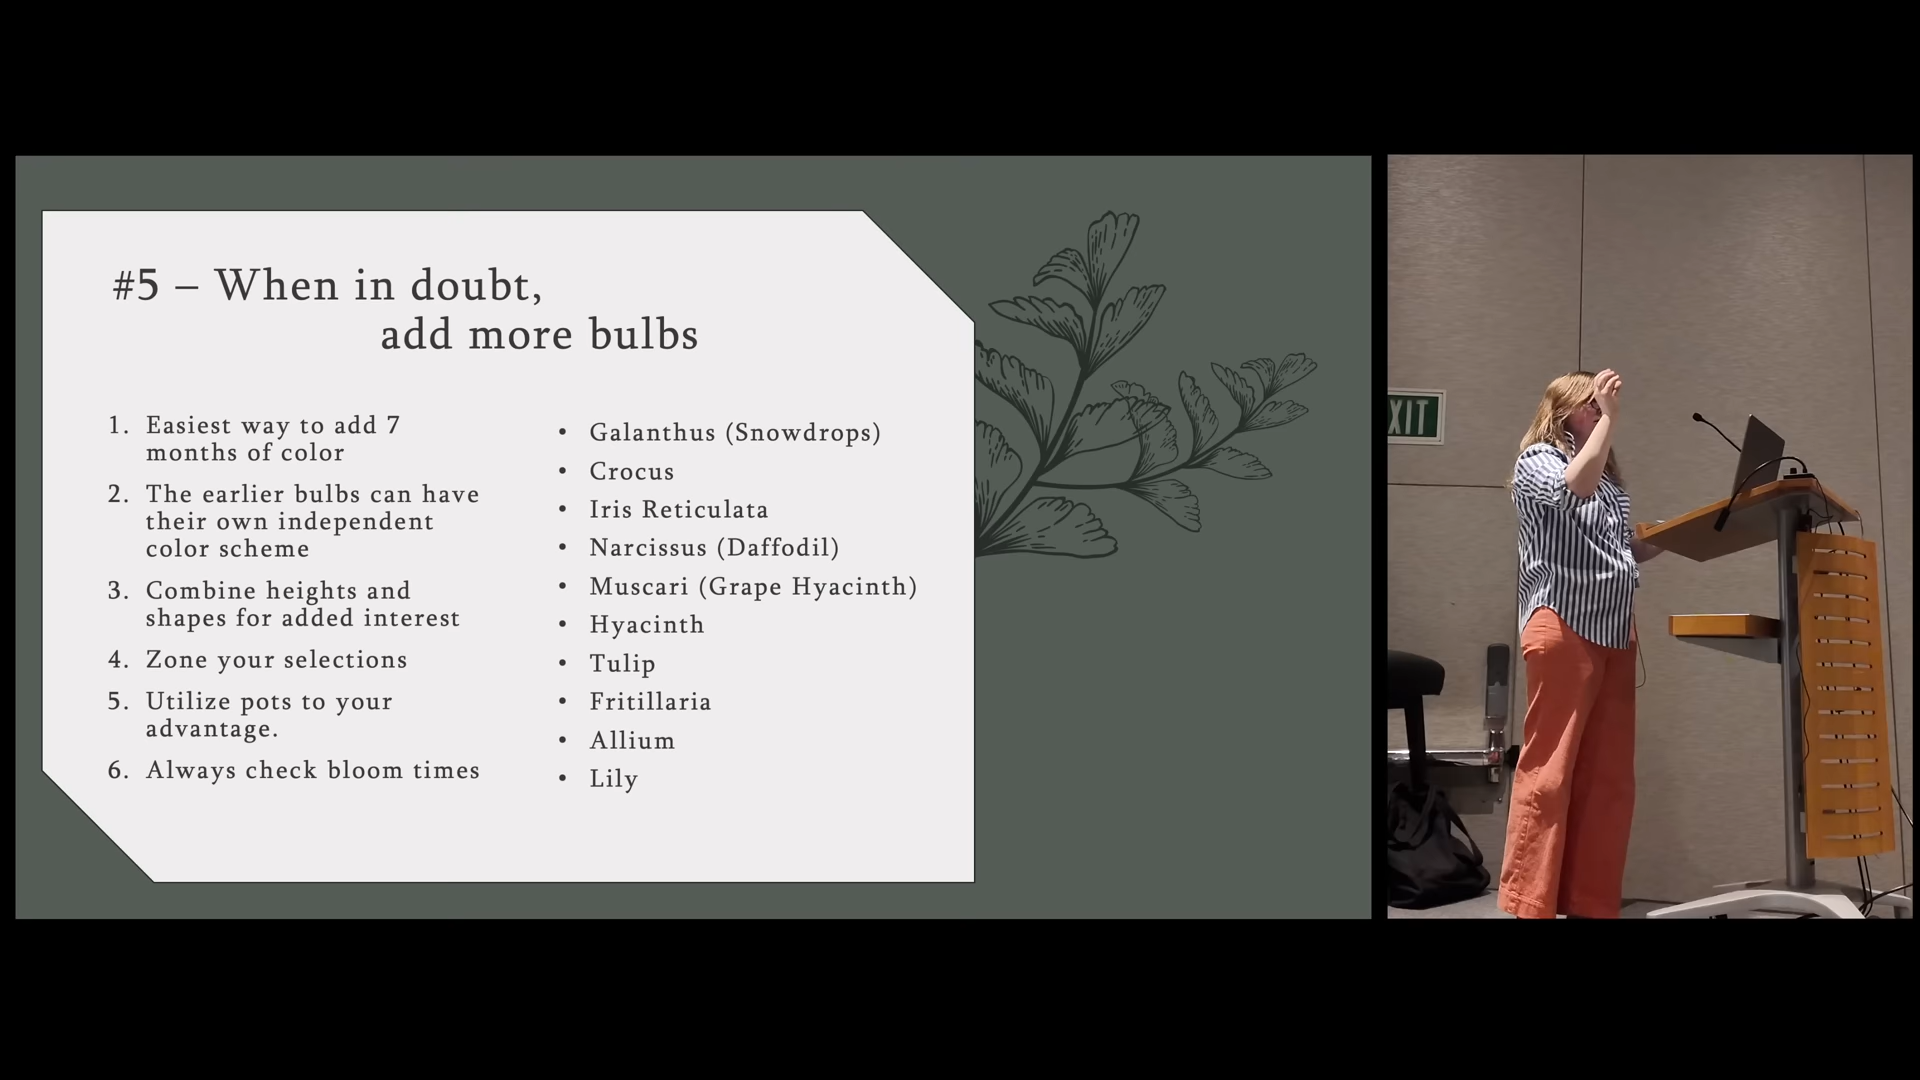 #5 – When in doubt,
add more bulbs
1. Easiest way to add 7
months of color
2. The earlier bulbs can have
their own independent
color scheme
3. Combine heights and
shapes for added interest
4. Zone your selections
5. Utilize pots to your
advantage.
6. Always check bloom times
• Galanthus (Snowdrops)
• Crocus
• Iris Reticulata
• Narcissus (Daffodil)
• Muscari (Grape Hyacinth)
• Hyacinth
• Tulip
• Fritillaria
• Allium
• Lily
XIT